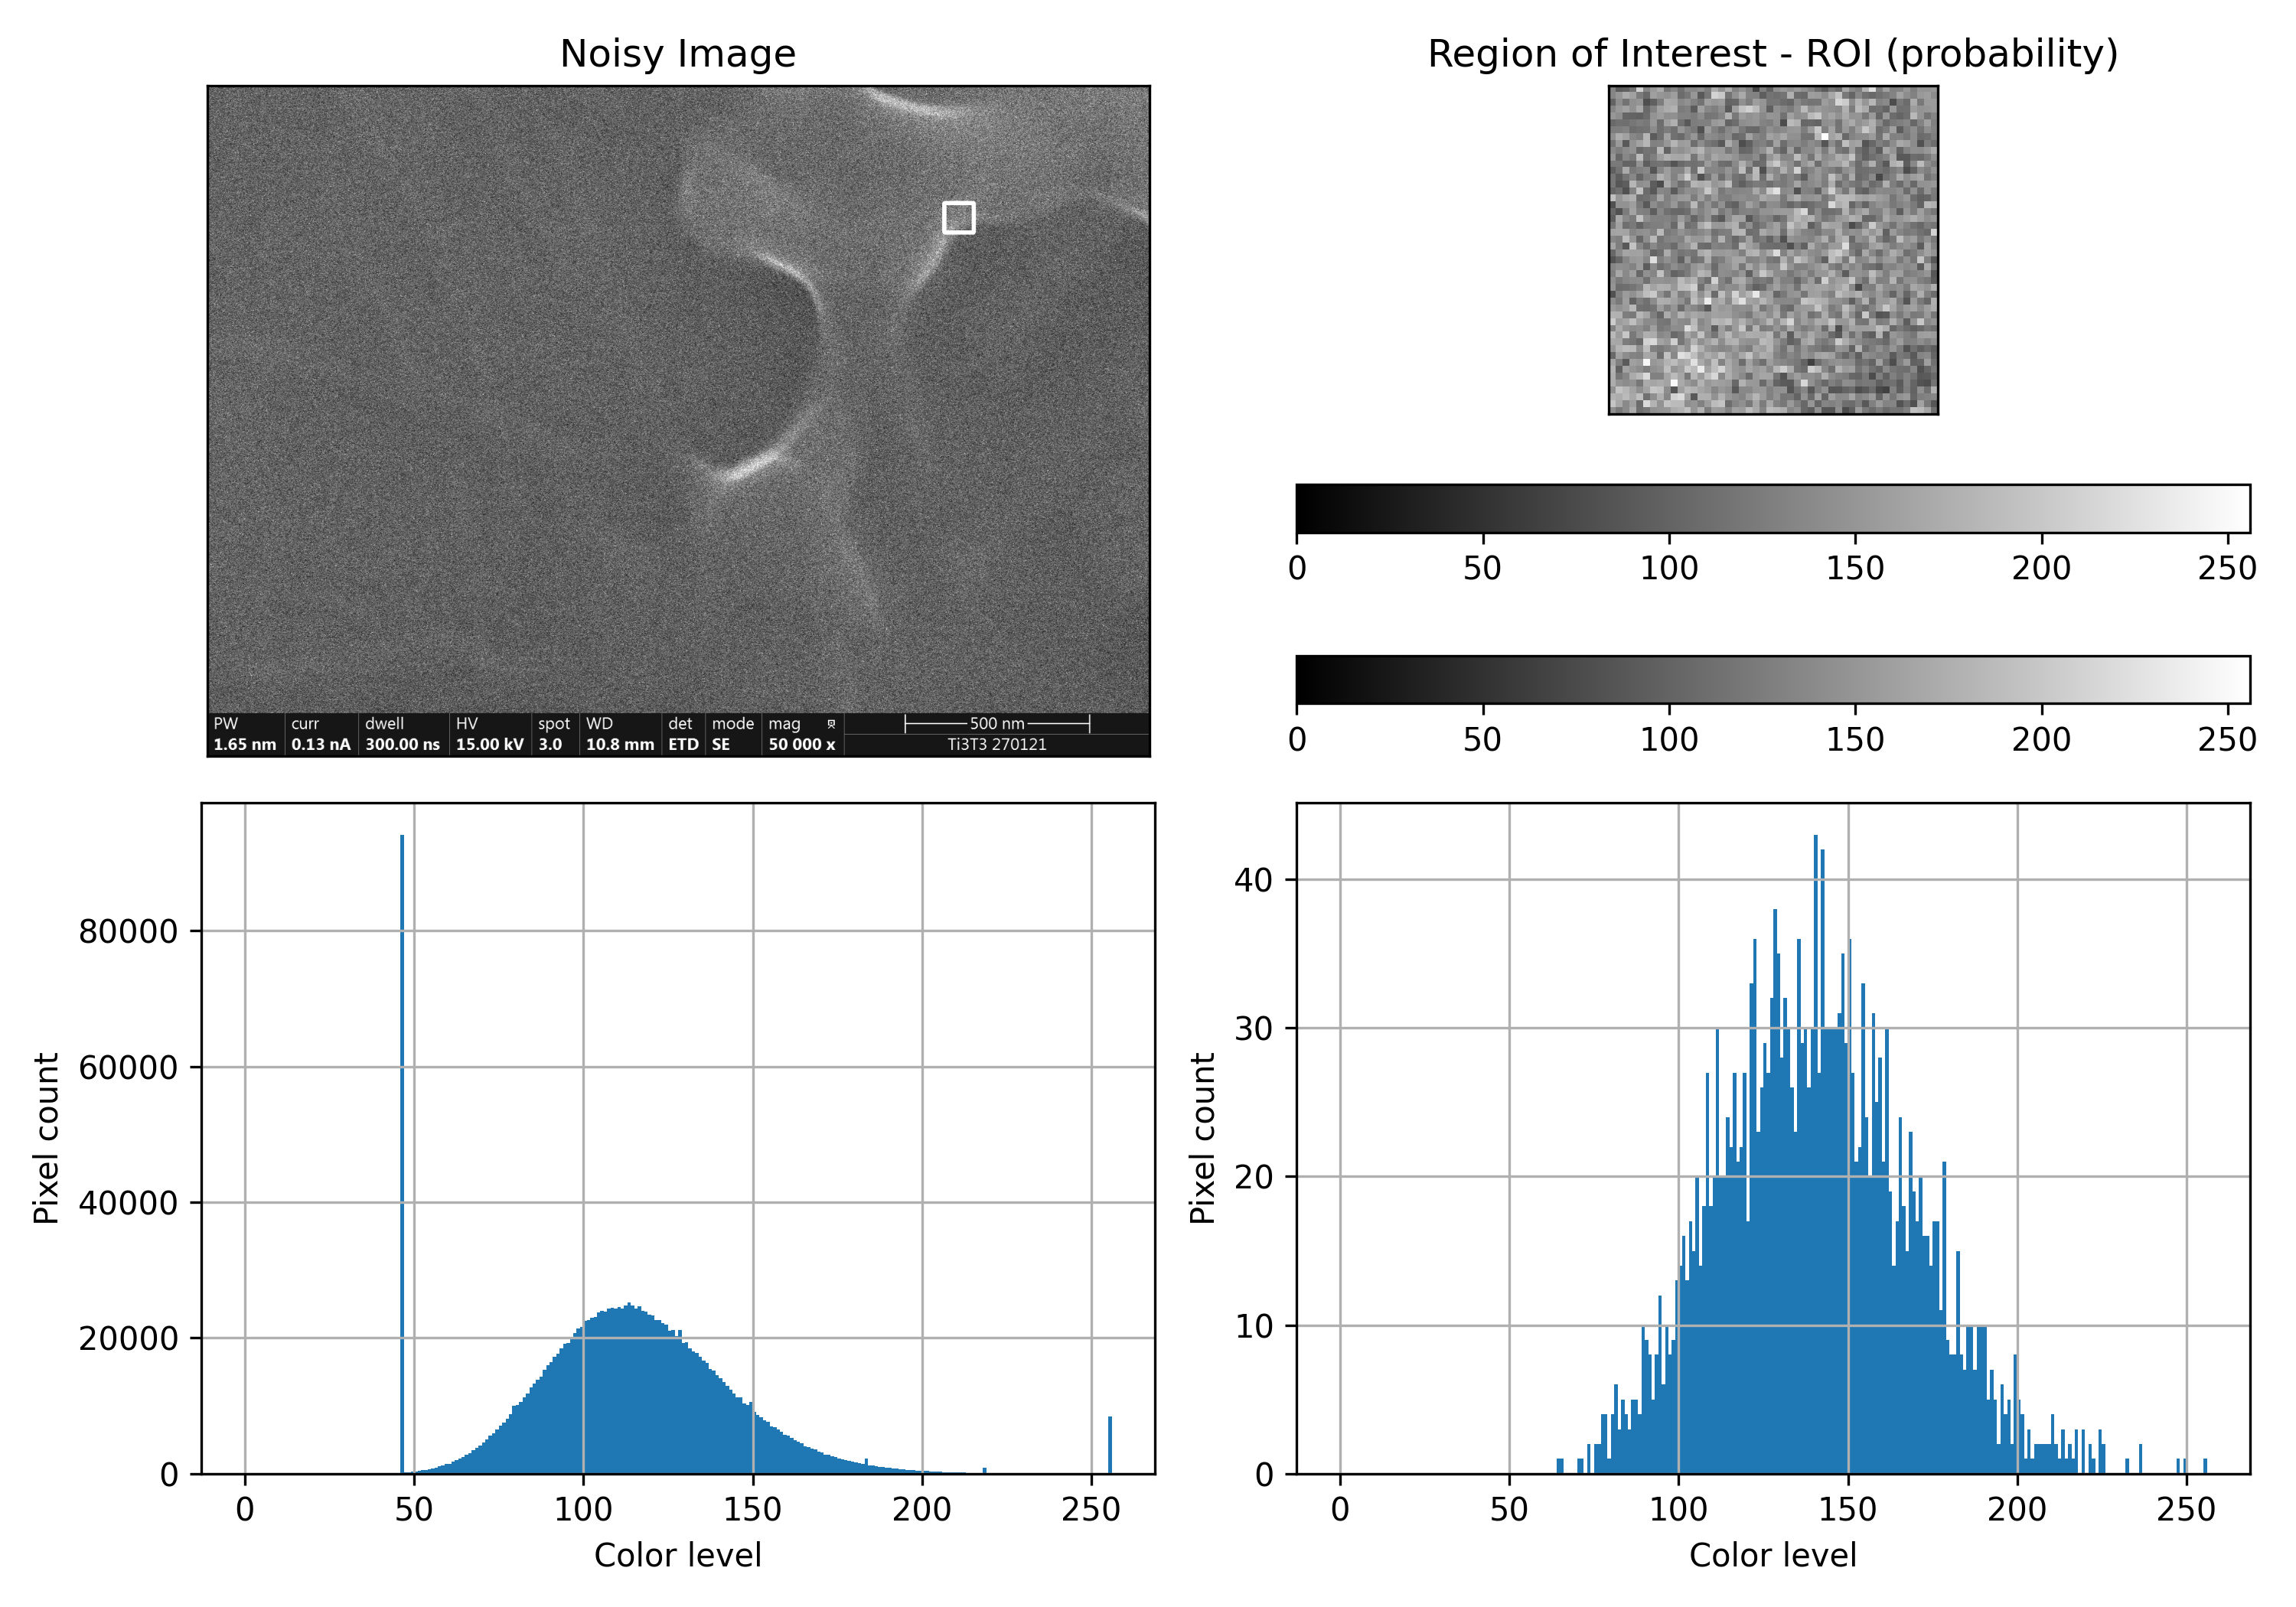 Noisy Image
Region of Interest - ROI (probability)
0 50 100 150 200 250
0 50 100 150 200 250
PW curr dwell HV spot WD det mode mag
1.65 nm 0.13 nA 300.00 ns 15.00 kV 3.0 10.8 mm ETD SE 50 000 x
500 nm
Ti3T3 270121
80000
60000
40000
20000
0
Pixel count
0 50 100 150 200 250
Color level
40
30
20
10
0
Pixel count
0 50 100 150 200 250
Color level